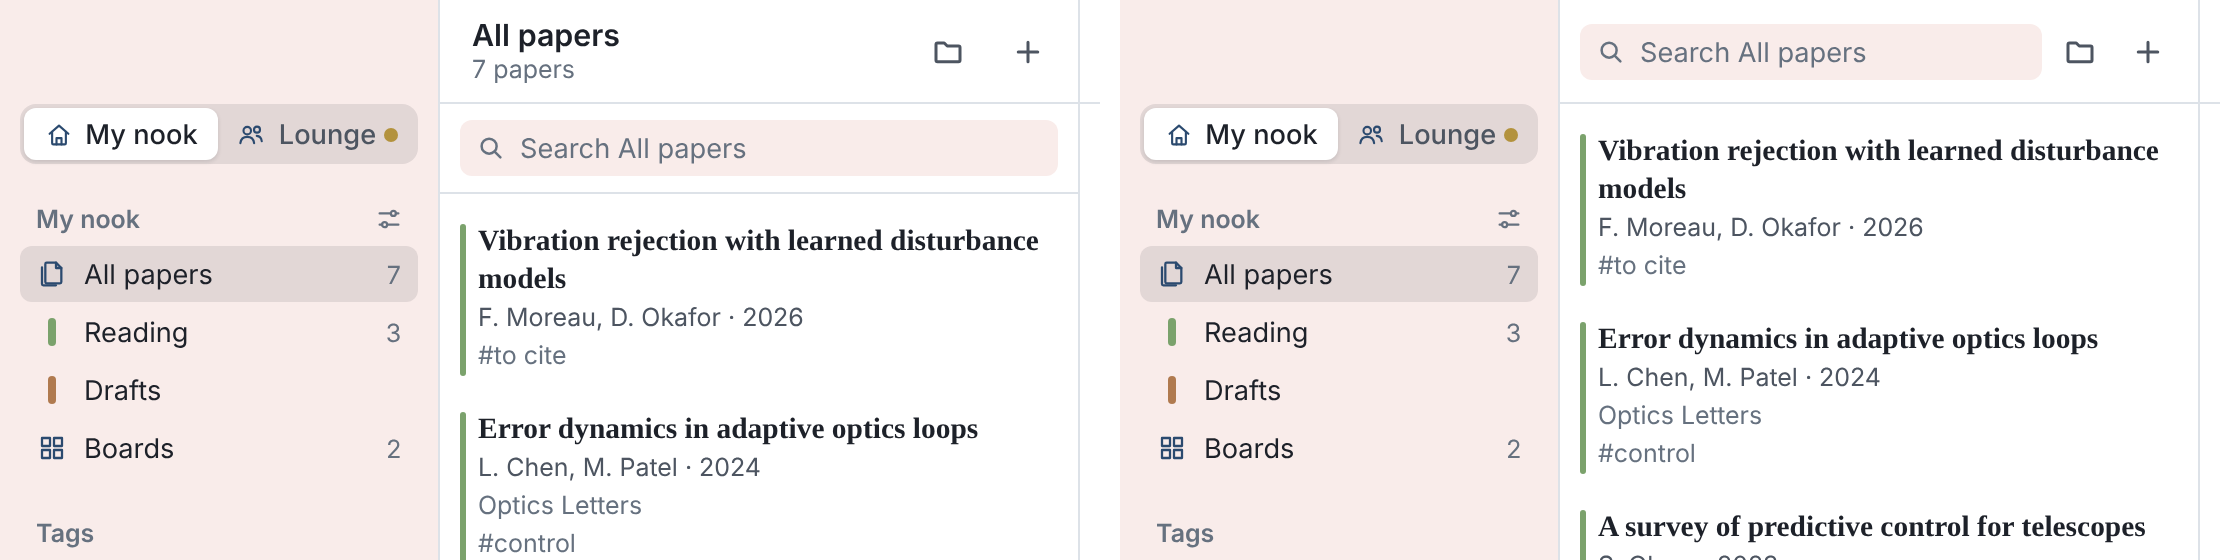 All papers
7 papers
My nook
Lounge
Search All papers
My nook
All papers 7
Reading 3
Drafts
Boards 2
Tags
Vibration rejection with learned disturbance
models
F. Moreau, D. Okafor · 2026
#to cite
Error dynamics in adaptive optics loops
L. Chen, M. Patel · 2024
Optics Letters
#control
Search All papers
My nook
Lounge
My nook
All papers 7
Reading 3
Drafts
Boards 2
Tags
Vibration rejection with learned disturbance
models
F. Moreau, D. Okafor · 2026
#to cite
Error dynamics in adaptive optics loops
L. Chen, M. Patel · 2024
Optics Letters
#control
A survey of predictive control for telescopes